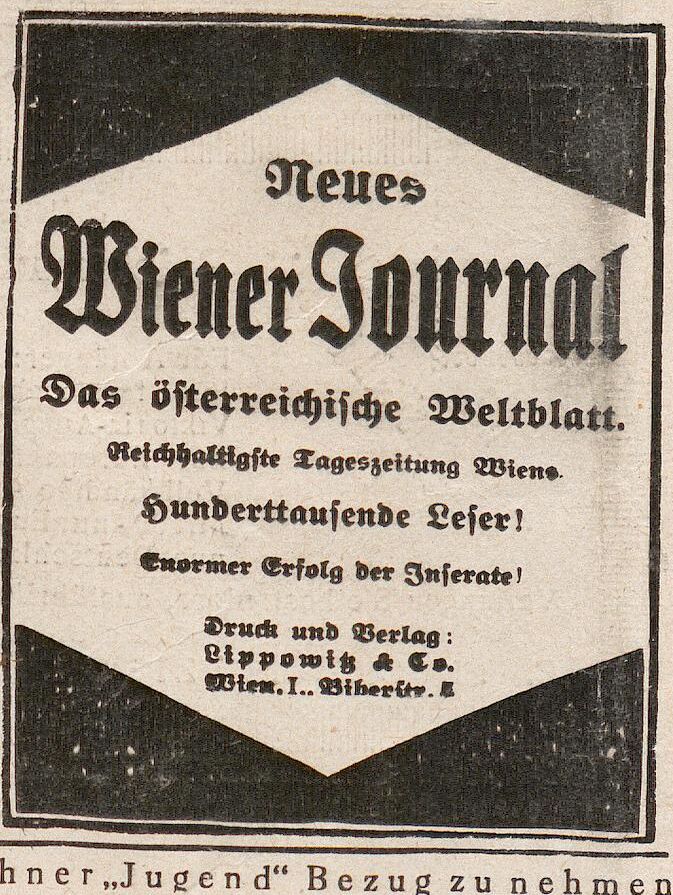 Neues
Wiener Journal
Das österreichische Weltblatt.
Reichhaltigste Tageszeitung Wiens.
Hunderttausende Leser!
Enormer Erfolg der Inserate!
Druck und Verlag:
Lippowitz & Co.
Wien. I.. Biberstr.
hner „Jugend“ Bezug zu nehmen